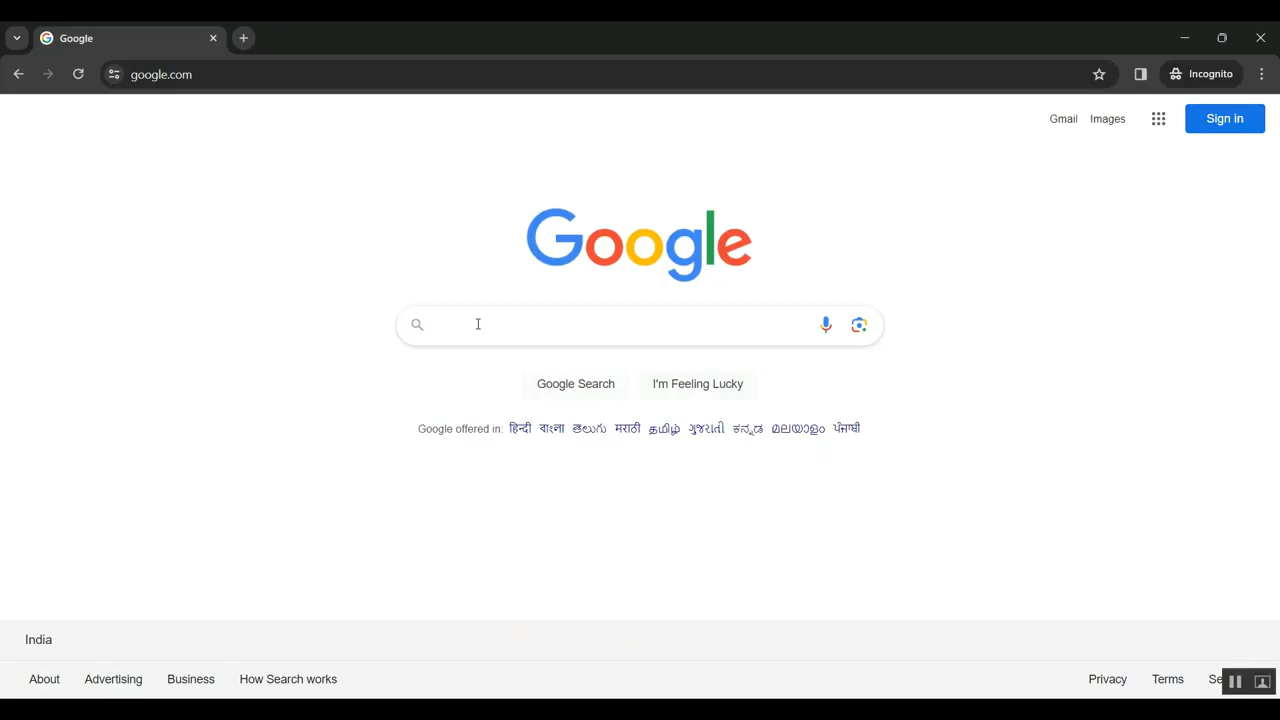 Google
google.com
Incognito
Gmail Images Sign in
Google
Google Search I'm Feeling Lucky
Google offered in: हिन्दी বাংলা తెలుగు मराठी தமிழ் ગુજરાતી ಕನ್ನಡ മലയാളം ਪੰਜਾਬੀ
India
About Advertising Business How Search works Privacy Terms Se